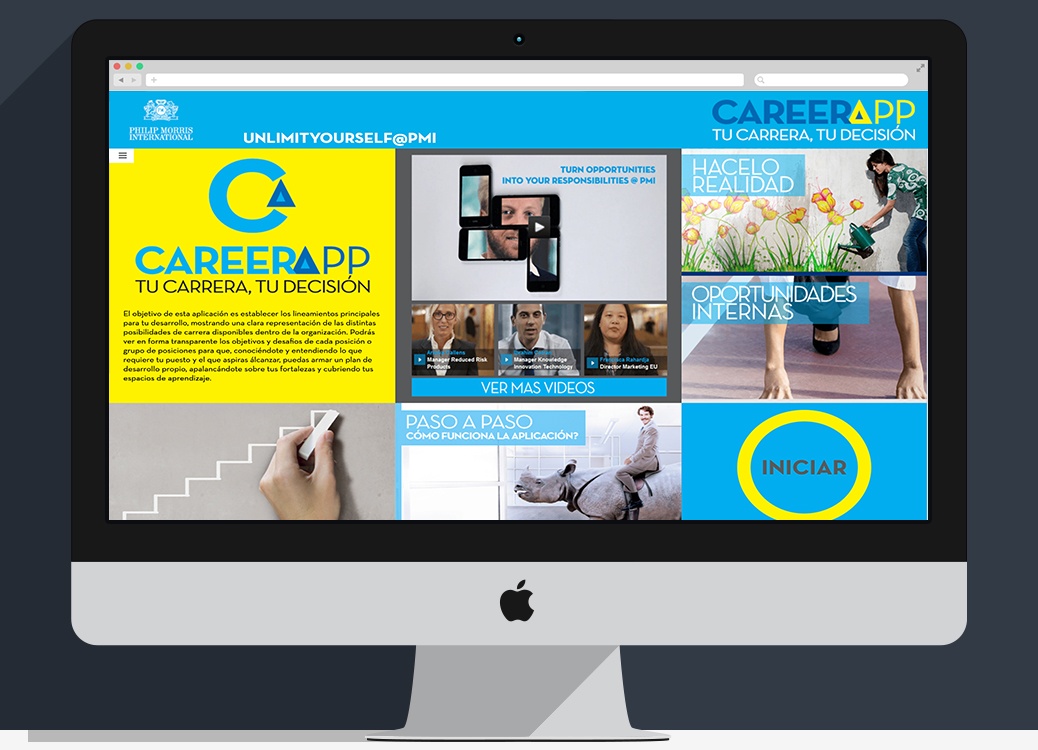 PHILIP MORRIS
INTERNATIONAL
UNLIMITYOURSELF@PMI
CAREERAPP
TU CARRERA, TU DECISIÓN
CAREERAPP
TU CARRERA, TU DECISIÓN
El objetivo de esta aplicación es establecer los lineamientos principales
para tu desarrollo, mostrando una clara representación de las distintas
posibilidades de carrera disponibles dentro de la organización. Podrás
ver en forma transparente los objetivos y desafíos de cada posición o
grupo de posiciones para que, conociéndote y entendiendo lo que
requiere tu puesto y el que aspiras alcanzar, puedas armar un plan de
desarrollo propio, apalancándote sobre tus fortalezas y cubriendo tus
espacios de aprendizaje.
TURN OPPORTUNITIES
INTO YOUR RESPONSIBILITIES @ PMI
Manager Reduced Risk
Products
Manager Knowledge
Innovation Technology
Francisca Rahardja
Director Marketing EU
VER MAS VIDEOS
HACELO
REALIDAD
OPORTUNIDADES
INTERNAS
PASO A PASO
CÓMO FUNCIONA LA APLICACIÓN?
INICIAR